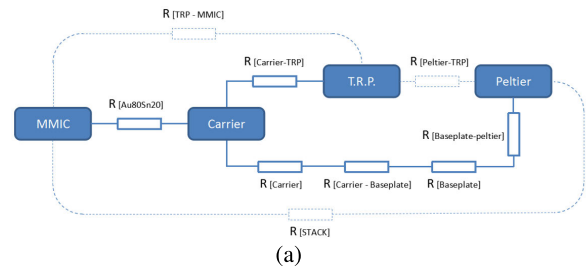 R [TRP - MMIC]
R [Carrier-TRP]
R [Peltier-TRP]
T.R.P.
Peltier
R [Au80Sn20]
MMIC
Carrier
R [Baseplate-peltier]
R [Carrier]
R [Carrier - Baseplate]
R [Baseplate]
R [STACK]
(a)